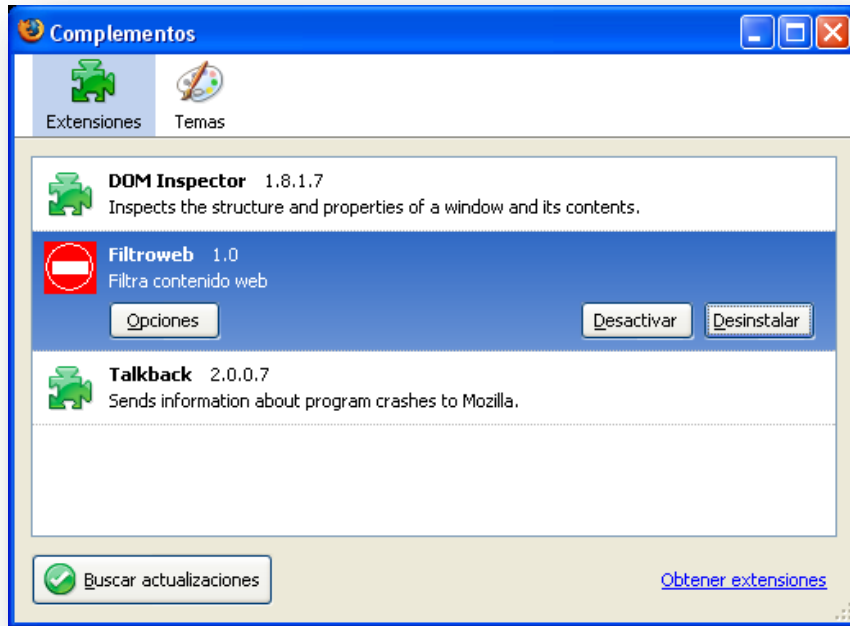 Complementos
Extensiones
Temas
DOM Inspector 1.8.1.7
Inspects the structure and properties of a window and its contents.
Filtroweb 1.0
Filtra contenido web
Opciones
Desactivar
Desinstalar
Talkback 2.0.0.7
Sends information about program crashes to Mozilla.
Buscar actualizaciones
Obtener extensiones